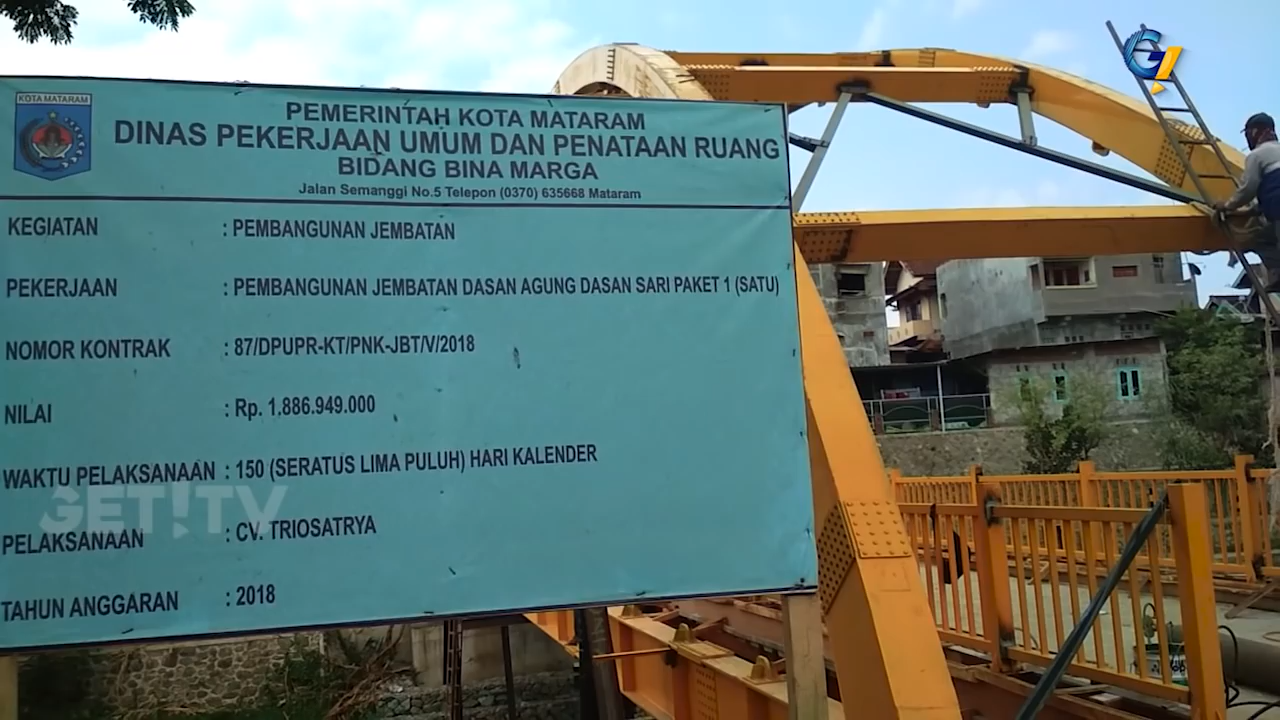 KOTA MATARAM
PEMERINTAH KOTA MATARAM
DINAS PEKERJAAN UMUM DAN PENATAAN RUANG
BIDANG BINA MARGA
Jalan Semanggi No.5 Telepon (0370) 635668 Mataram
KEGIATAN : PEMBANGUNAN JEMBATAN
PEKERJAAN : PEMBANGUNAN JEMBATAN DASAN AGUNG DASAN SARI PAKET 1 (SATU)
NOMOR KONTRAK : 87/DPUPR-KT/PNK-JBT/V/2018
NILAI : Rp. 1.886.949.000
WAKTU PELAKSANAAN : 150 (SERATUS LIMA PULUH) HARI KALENDER
GET!TV
PELAKSANAAN : CV. TRIOSATRYA
TAHUN ANGGARAN : 2018